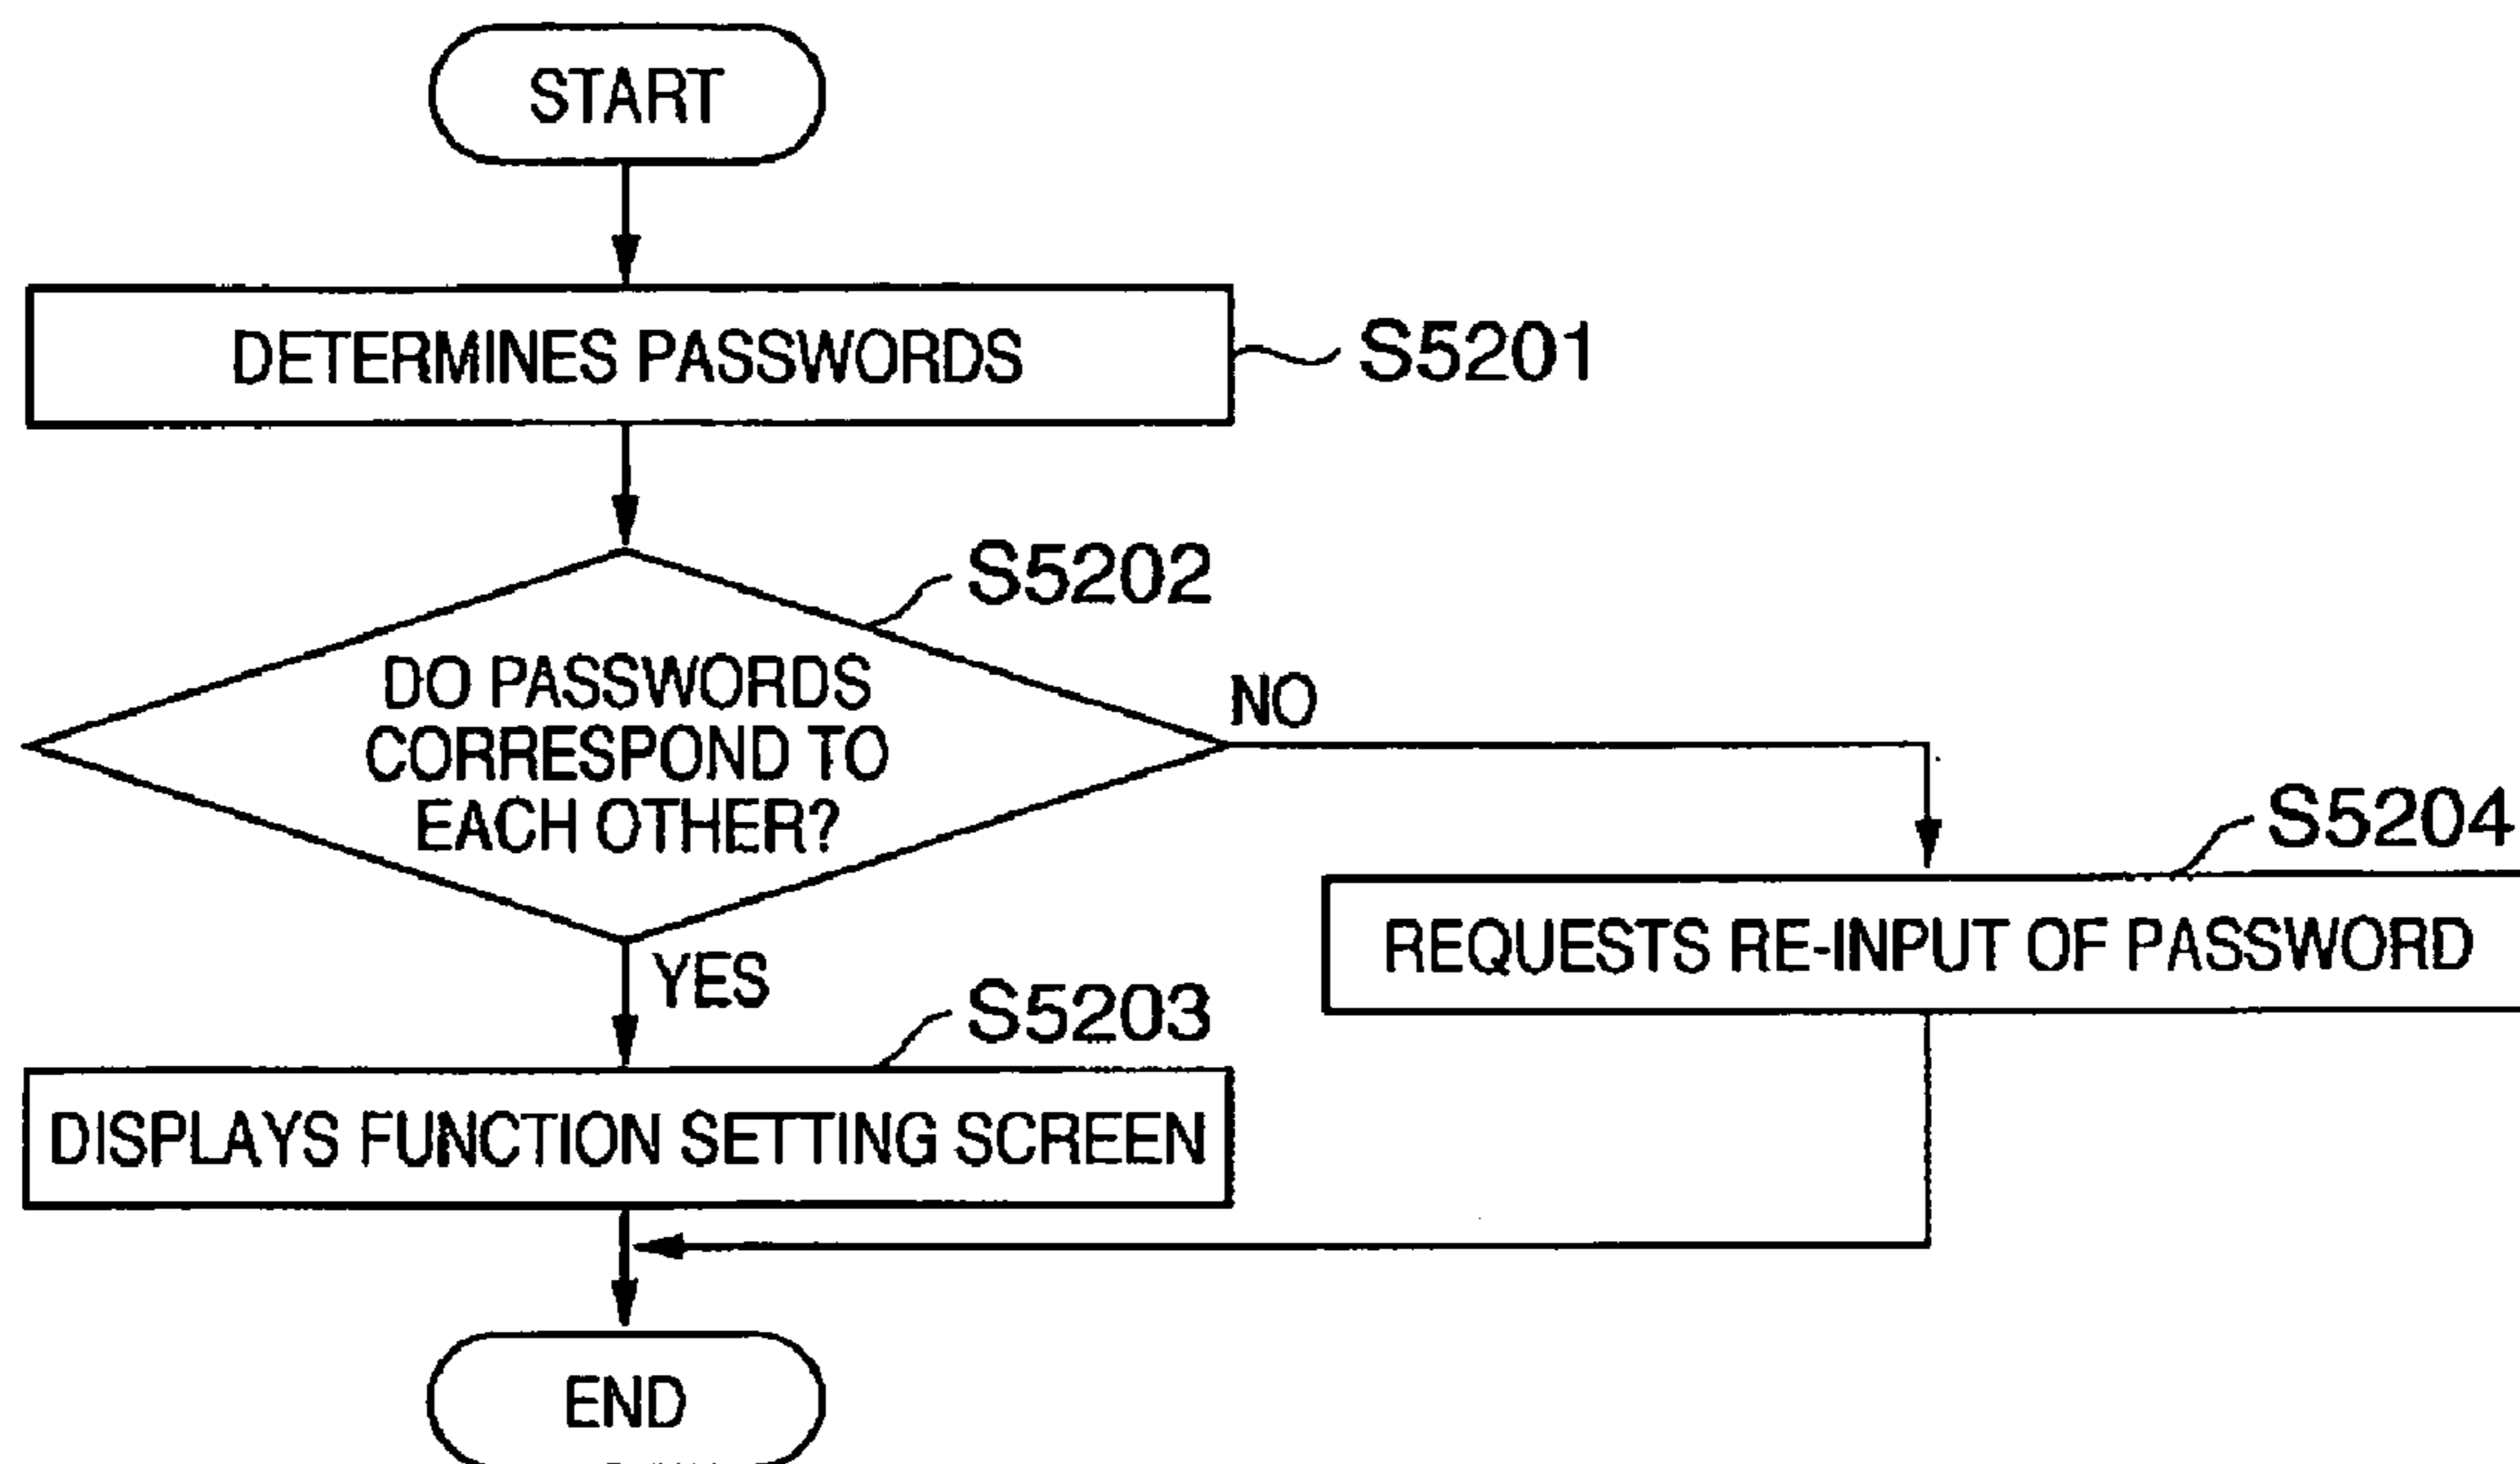 START
DETERMINES PASSWORDS
S5201
S5202
DO PASSWORDS
CORRESPOND TO
EACH OTHER?
NO
S5204
REQUESTS RE-INPUT OF PASSWORD
YES
S5203
DISPLAYS FUNCTION SETTING SCREEN
END